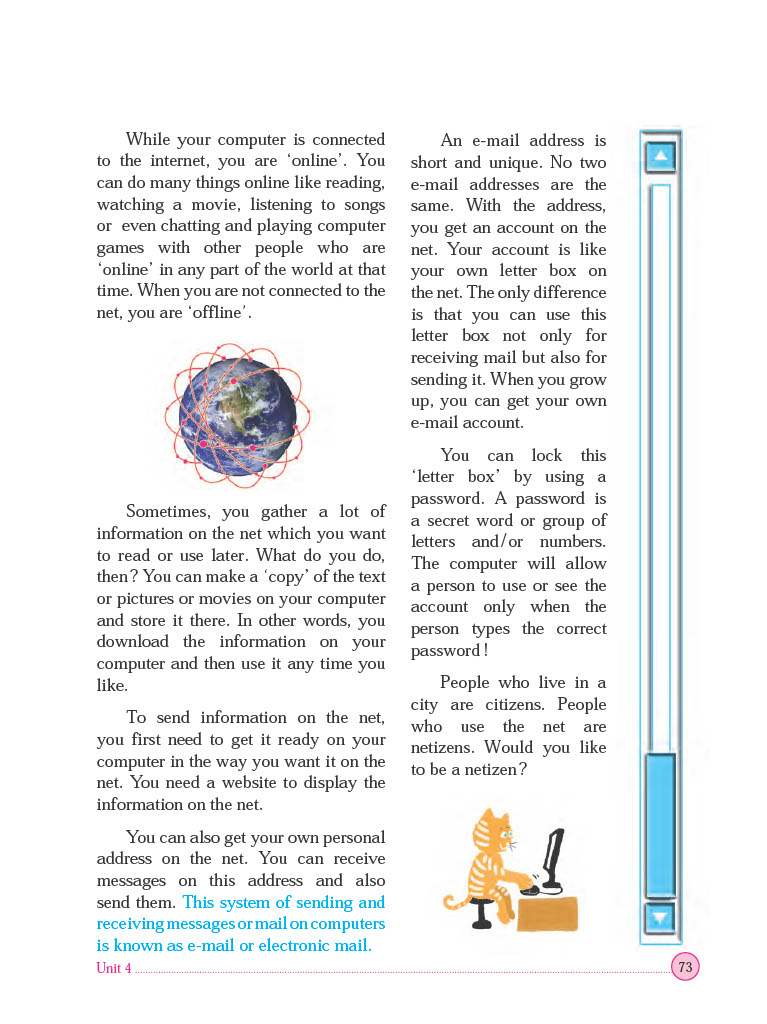 While your computer is connected
to the internet, you are ‘online’. You
can do many things online like reading,
watching a movie, listening to songs
or even chatting and playing computer
games with other people who are
‘online’ in any part of the world at that
time. When you are not connected to the
net, you are ‘offline’.
Sometimes, you gather a lot of
information on the net which you want
to read or use later. What do you do,
then? You can make a ‘copy’ of the text
or pictures or movies on your computer
and store it there. In other words, you
download the information on your
computer and then use it any time you
like.
To send information on the net,
you first need to get it ready on your
computer in the way you want it on the
net. You need a website to display the
information on the net.
You can also get your own personal
address on the net. You can receive
messages on this address and also
send them. This system of sending and
receiving messages or mail on computers
is known as e-mail or electronic mail.
An e-mail address is
short and unique. No two
e-mail addresses are the
same. With the address,
you get an account on the
net. Your account is like
your own letter box on
the net. The only difference
is that you can use this
letter box not only for
receiving mail but also for
sending it. When you grow
up, you can get your own
e-mail account.
You can lock this
‘letter box’ by using a
password. A password is
a secret word or group of
letters and/or numbers.
The computer will allow
a person to use or see the
account only when the
person types the correct
password!
People who live in a
city are citizens. People
who use the net are
netizens. Would you like
to be a netizen?
Unit 4
73